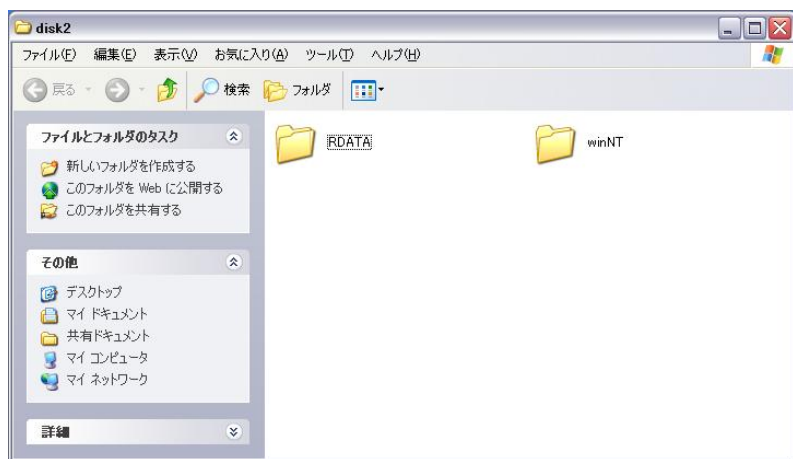 disk2
ファイル(F) 編集(E) 表示(V) お気に入り(A) ツール(T) ヘルプ(H)
戻る 検索 フォルダ
ファイルとフォルダのタスク
新しいフォルダを作成する
このフォルダを Web に公開する
このフォルダを共有する
その他
デスクトップ
マイ ドキュメント
共有ドキュメント
マイ コンピュータ
マイ ネットワーク
詳細
RDATA winNT